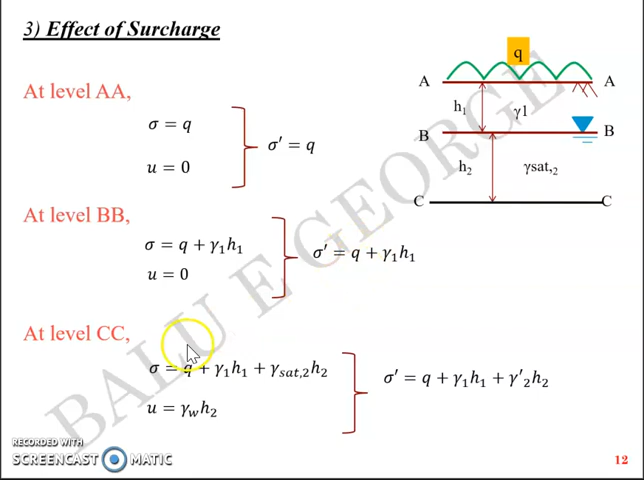 3) Effect of Surcharge
q
At level AA,
A A
σ = q
h₁ γ1
σ′ = q
u = 0
B B
h₂ γsat,₂
C C
At level BB,
σ = q + γ₁h₁
σ′ = q + γ₁h₁
u = 0
At level CC,
σ = q + γ₁h₁ + γsat,₂h₂
σ′ = q + γ₁h₁ + γ′₂h₂
u = γwh₂
BALU E GEORGE
RECORDED WITH
SCREENCAST MATIC
12